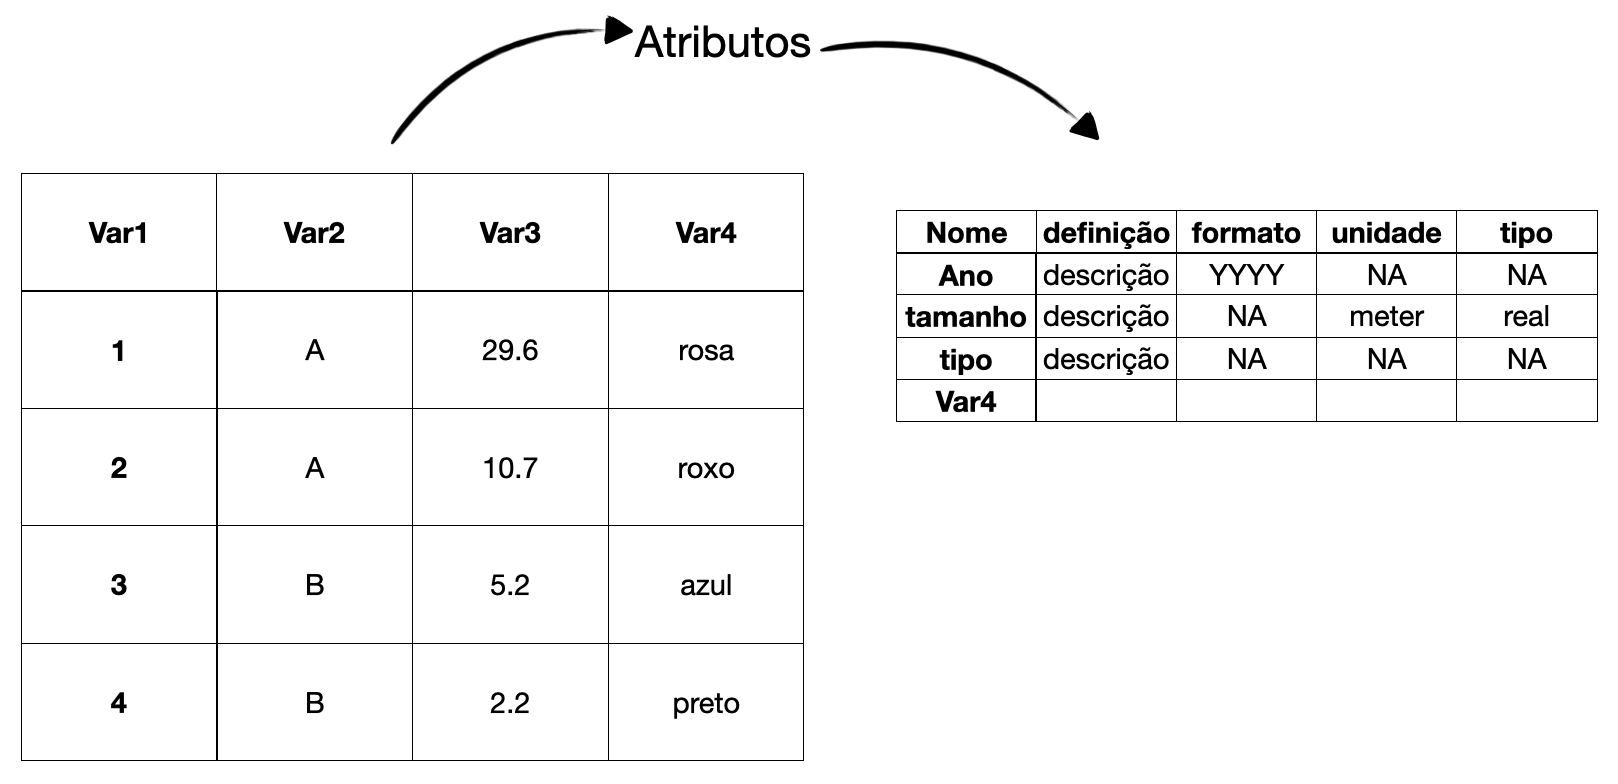 Atributos
Var1 Var2 Var3 Var4
1 A 29.6 rosa
2 A 10.7 roxo
3 B 5.2 azul
4 B 2.2 preto
Nome definição formato unidade tipo
Ano descrição YYYY NA NA
tamanho descrição NA meter real
tipo descrição NA NA NA
Var4